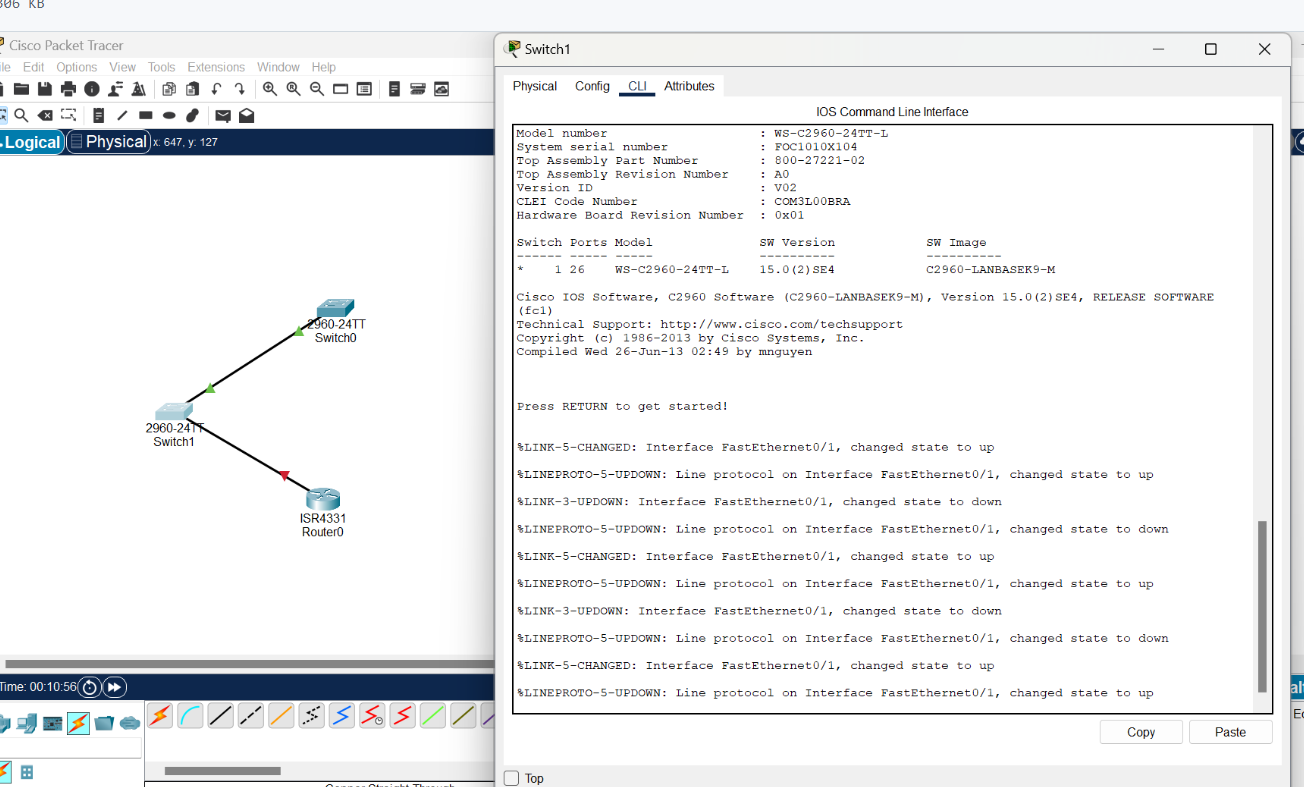 306 KB
Cisco Packet Tracer
Edit Options View Tools Extensions Window Help
Logical Physical x: 647, y: 127
2960-24TT
Switch0
2960-24TT
Switch1
ISR4331
Router0
Time: 00:10:56
Switch1
Physical Config CLI Attributes
IOS Command Line Interface
Model number : WS-C2960-24TT-L
System serial number : FOC1010X104
Top Assembly Part Number : 800-27221-02
Top Assembly Revision Number : A0
Version ID : V02
CLEI Code Number : COM3L00BRA
Hardware Board Revision Number : 0x01
Switch Ports Model SW Version SW Image
------ ----- ----- ---------- ----------
* 1 26 WS-C2960-24TT-L 15.0(2)SE4 C2960-LANBASEK9-M
Cisco IOS Software, C2960 Software (C2960-LANBASEK9-M), Version 15.0(2)SE4, RELEASE SOFTWARE
(fc1)
Technical Support: http://www.cisco.com/techsupport
Copyright (c) 1986-2013 by Cisco Systems, Inc.
Compiled Wed 26-Jun-13 02:49 by mnguyen
Press RETURN to get started!
%LINK-5-CHANGED: Interface FastEthernet0/1, changed state to up
%LINEPROTO-5-UPDOWN: Line protocol on Interface FastEthernet0/1, changed state to up
%LINK-3-UPDOWN: Interface FastEthernet0/1, changed state to down
%LINEPROTO-5-UPDOWN: Line protocol on Interface FastEthernet0/1, changed state to down
%LINK-5-CHANGED: Interface FastEthernet0/1, changed state to up
%LINEPROTO-5-UPDOWN: Line protocol on Interface FastEthernet0/1, changed state to up
%LINK-3-UPDOWN: Interface FastEthernet0/1, changed state to down
%LINEPROTO-5-UPDOWN: Line protocol on Interface FastEthernet0/1, changed state to down
%LINK-5-CHANGED: Interface FastEthernet0/1, changed state to up
%LINEPROTO-5-UPDOWN: Line protocol on Interface FastEthernet0/1, changed state to up
Copy Paste
Top